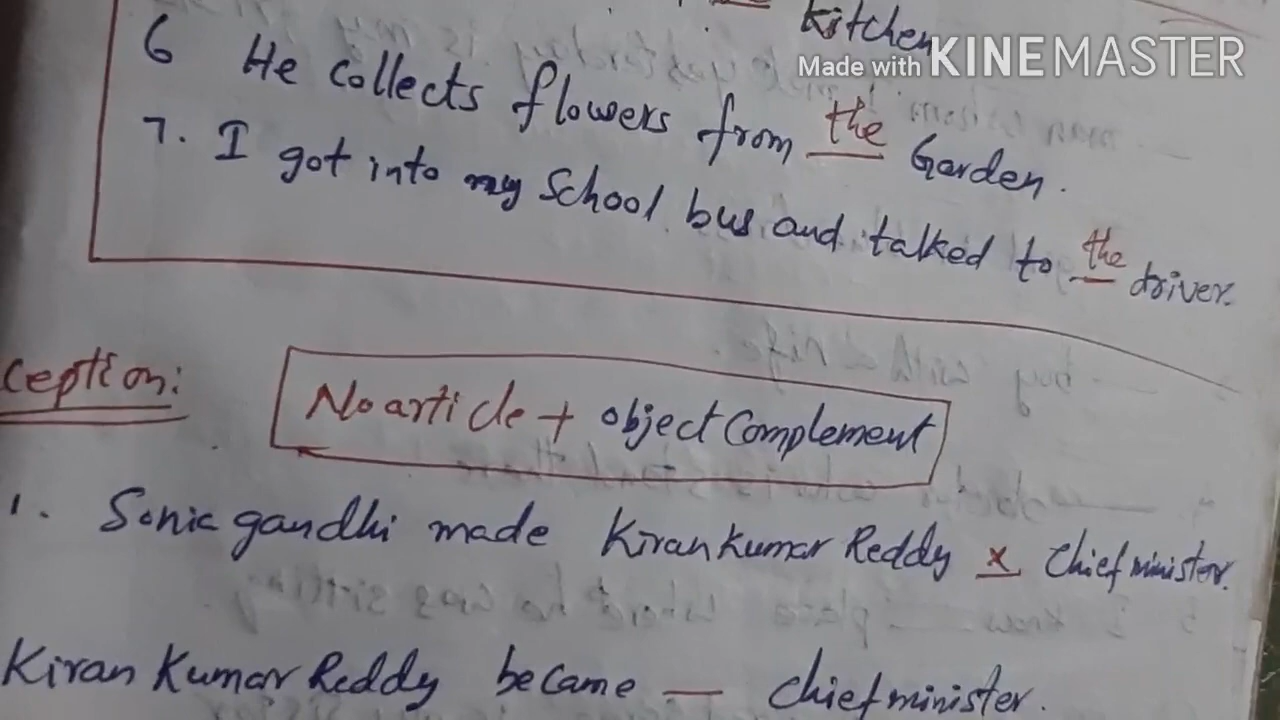 kitchen
Made with KINEMASTER
6 He collects flowers from the Garden.
7. I got into my School bus and talked to the driver.
ception:
No article + object Complement
1. Sonia gandhi made Kiran Kumar Reddy x Chief minister.
Kiran Kumar Reddy became — Chief minister.